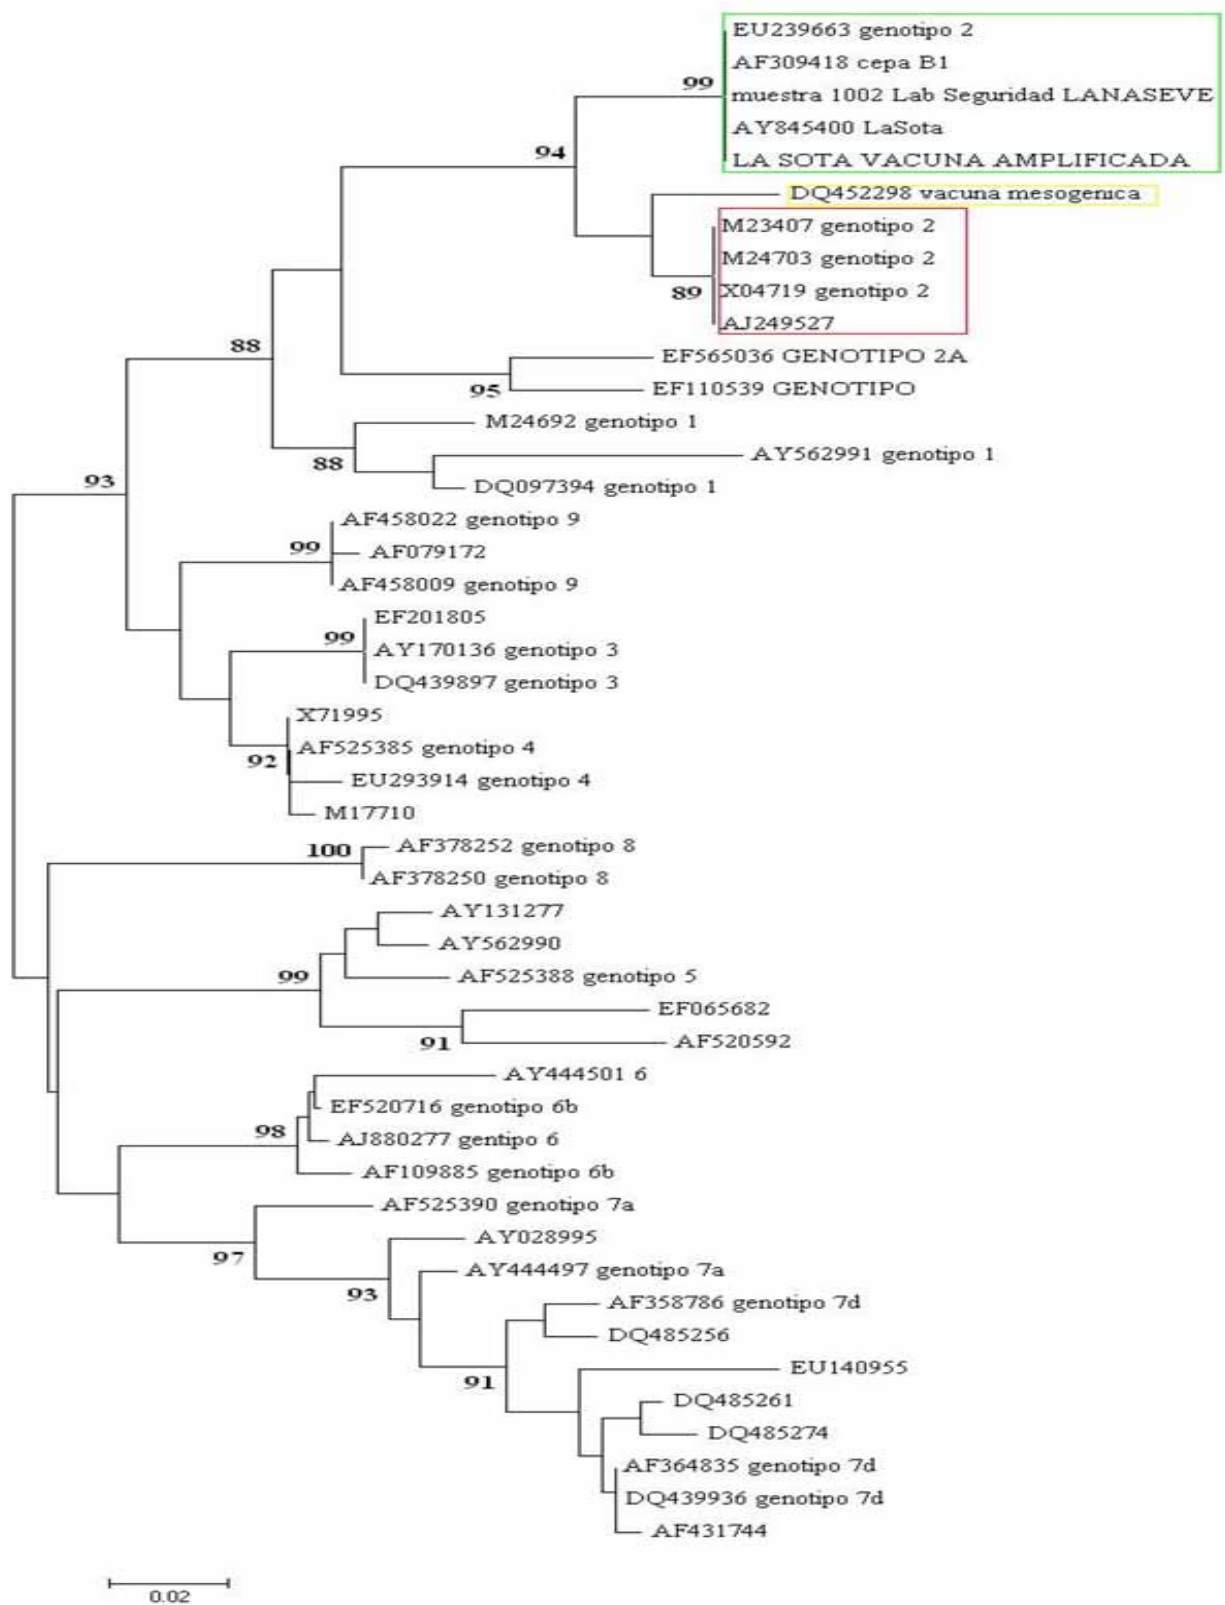 EU239663 genotipo 2
AF309418 cepa B1
99
muestra 1002 Lab Seguridad LANASEVE
AY845400 LaSota
94
LA SOTA VACUNA AMPLIFICADA
DQ452298 vacuna mesogenica
M23407 genotipo 2
M24703 genotipo 2
89
X04719 genotipo 2
AJ249527
88
EF565036 GENOTIPO 2A
95
EF110539 GENOTIPO
M24692 genotipo 1
AY562991 genotipo 1
88
DQ097394 genotipo 1
93
AF458022 genotipo 9
99
AF079172
AF458009 genotipo 9
EF201805
99
AY170136 genotipo 3
DQ439897 genotipo 3
X71995
AF525385 genotipo 4
92
EU293914 genotipo 4
M17710
100
AF378252 genotipo 8
AF378250 genotipo 8
AY131277
AY562990
99
AF525388 genotipo 5
EF065682
91
AF520592
AY444501 6
EF520716 genotipo 6b
98
AJ880277 gentipo 6
AF109885 genotipo 6b
AF525390 genotipo 7a
AY028995
97
AY444497 genotipo 7a
93
AF358786 genotipo 7d
DQ485256
EU140955
91
DQ485261
DQ485274
AF364835 genotipo 7d
DQ439936 genotipo 7d
AF431744
0.02